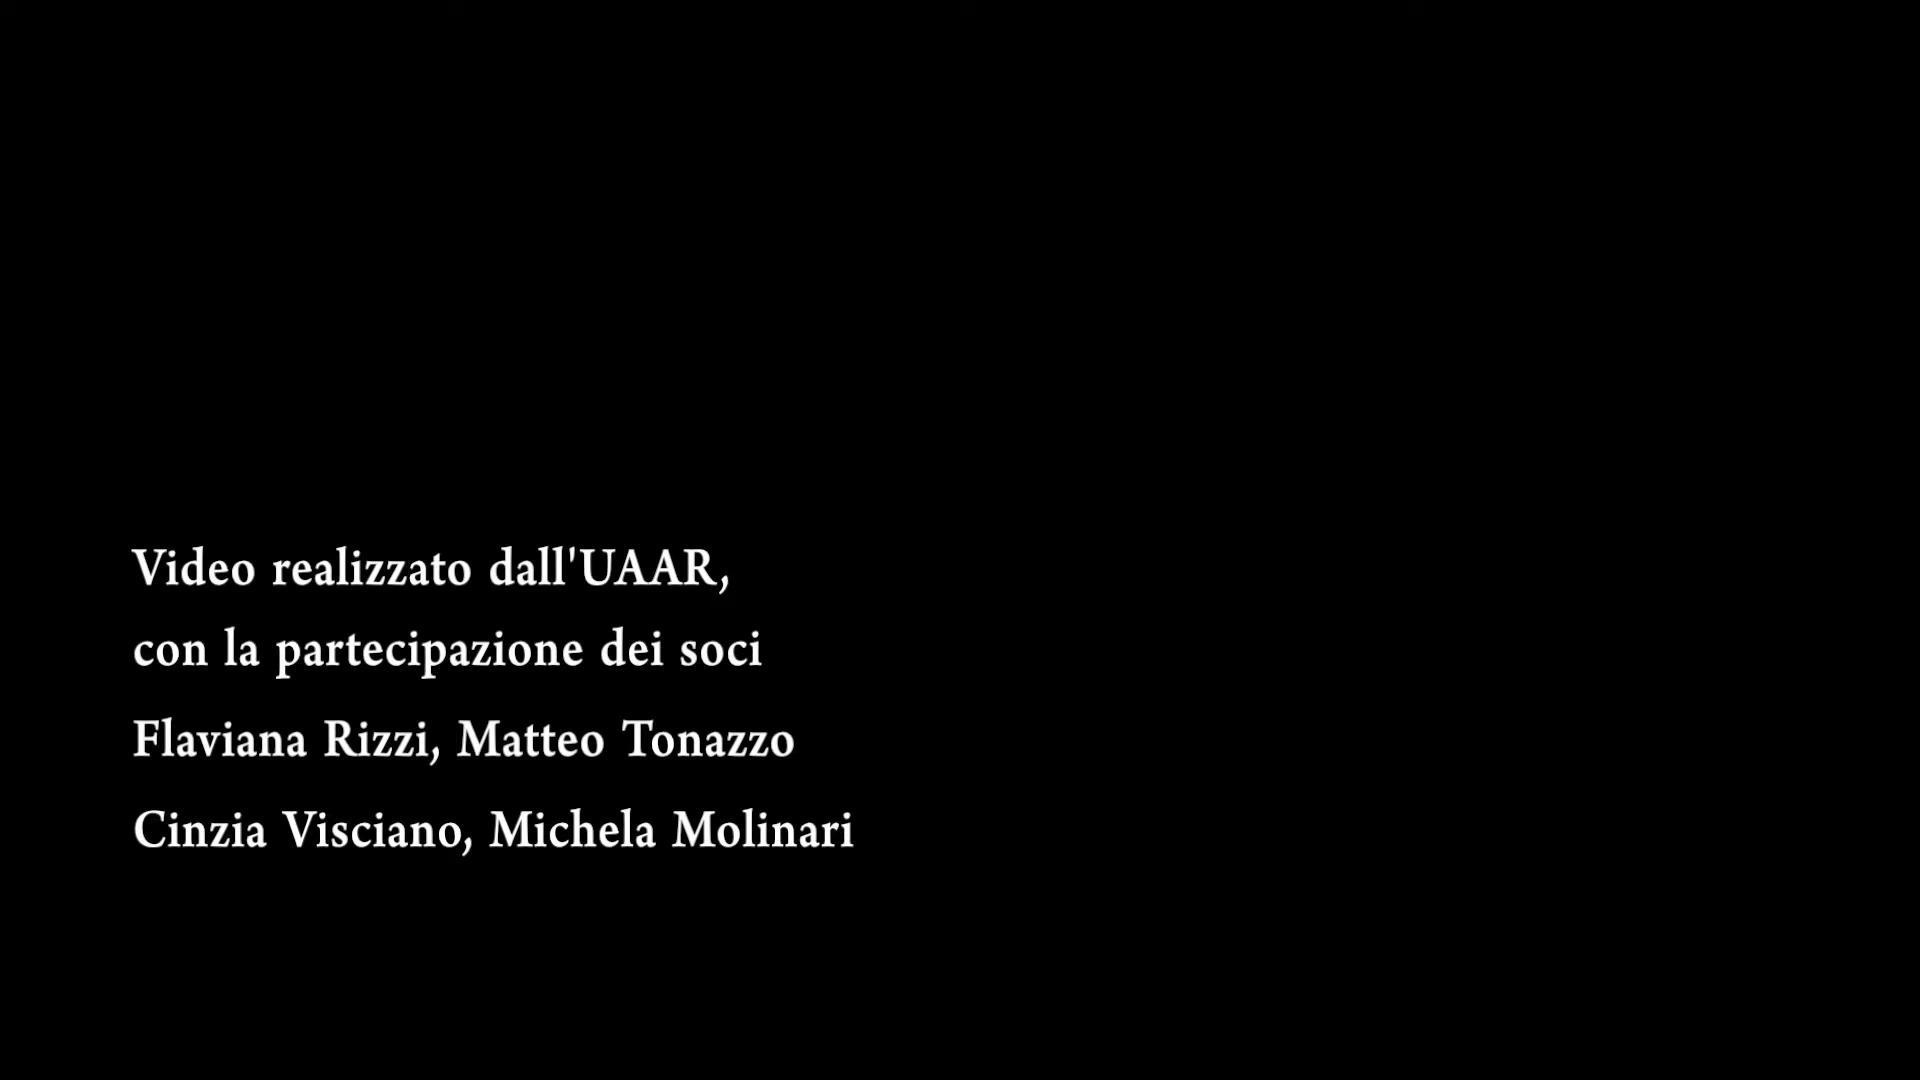 Video realizzato dall'UAAR,
con la partecipazione dei soci
Flaviana Rizzi, Matteo Tonazzo
Cinzia Visciano, Michela Molinari